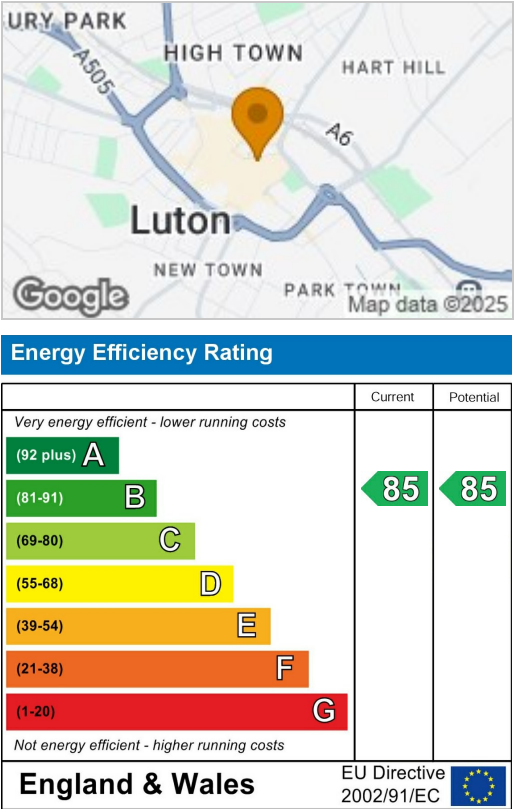 URY PARK
HIGH TOWN
HART HILL
A505
A6
Luton
NEW TOWN
PARK TOWN
Google
Map data ©2025
Energy Efficiency Rating
Current
Potential
Very energy efficient - lower running costs
(92 plus) A
(81-91) B
85
85
(69-80) C
(55-68) D
(39-54) E
(21-38) F
(1-20) G
Not energy efficient - higher running costs
England & Wales
EU Directive
2002/91/EC